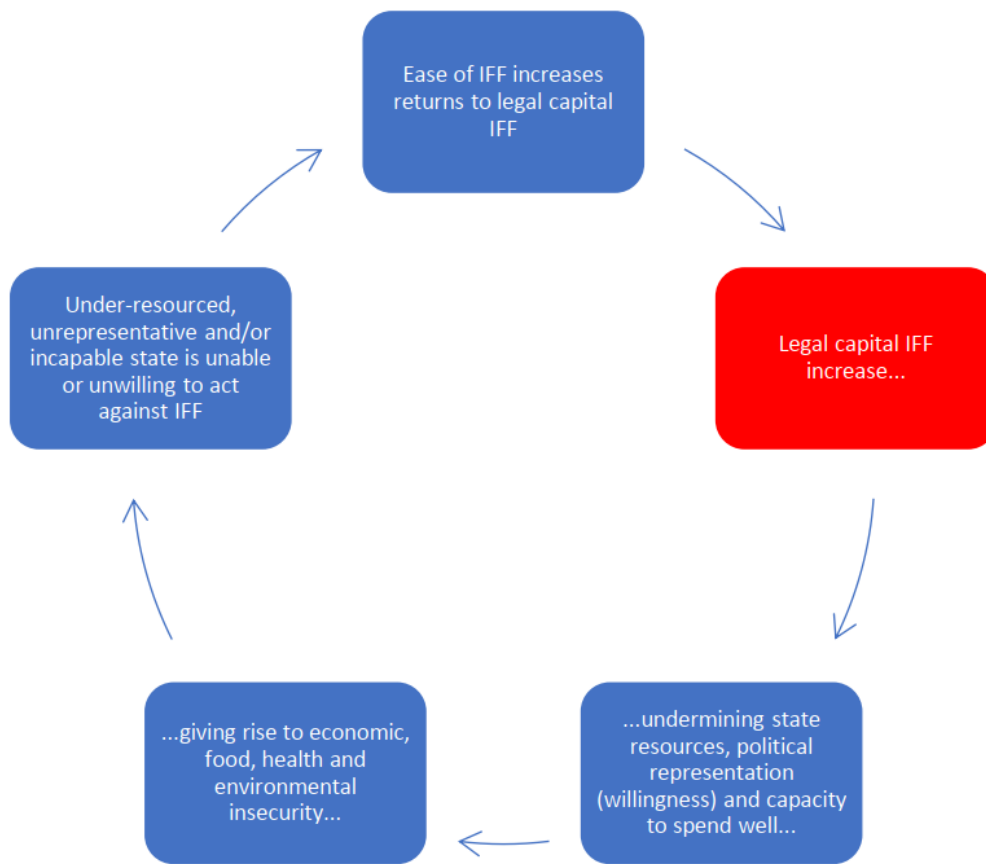 Ease of IFF increases
returns to legal capital
IFF
Legal capital IFF
increase...
...undermining state
resources, political
representation
(willingness) and capacity
to spend well...
...giving rise to economic,
food, health and
environmental
insecurity...
Under-resourced,
unrepresentative and/or
incapable state is unable
or unwilling to act
against IFF